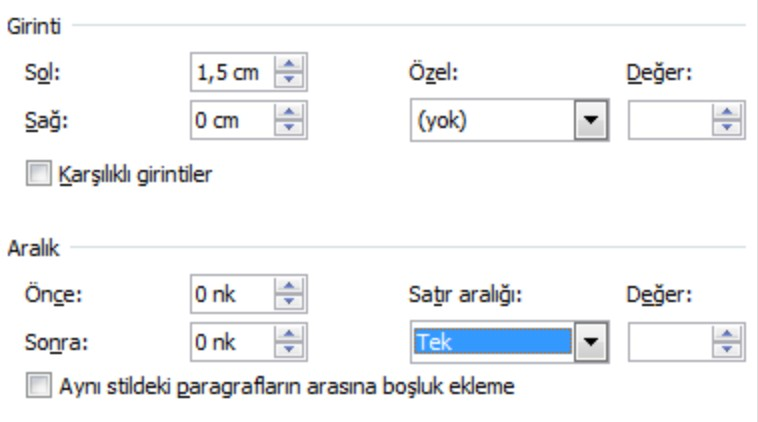 Girinti
Sol: 1,5 cm Özel: Değer:
Sağ: 0 cm (yok)
Karşılıklı girintiler
Aralık
Önce: 0 nk Satır aralığı: Değer:
Sonra: 0 nk Tek
Aynı stildeki paragrafların arasına boşluk ekleme